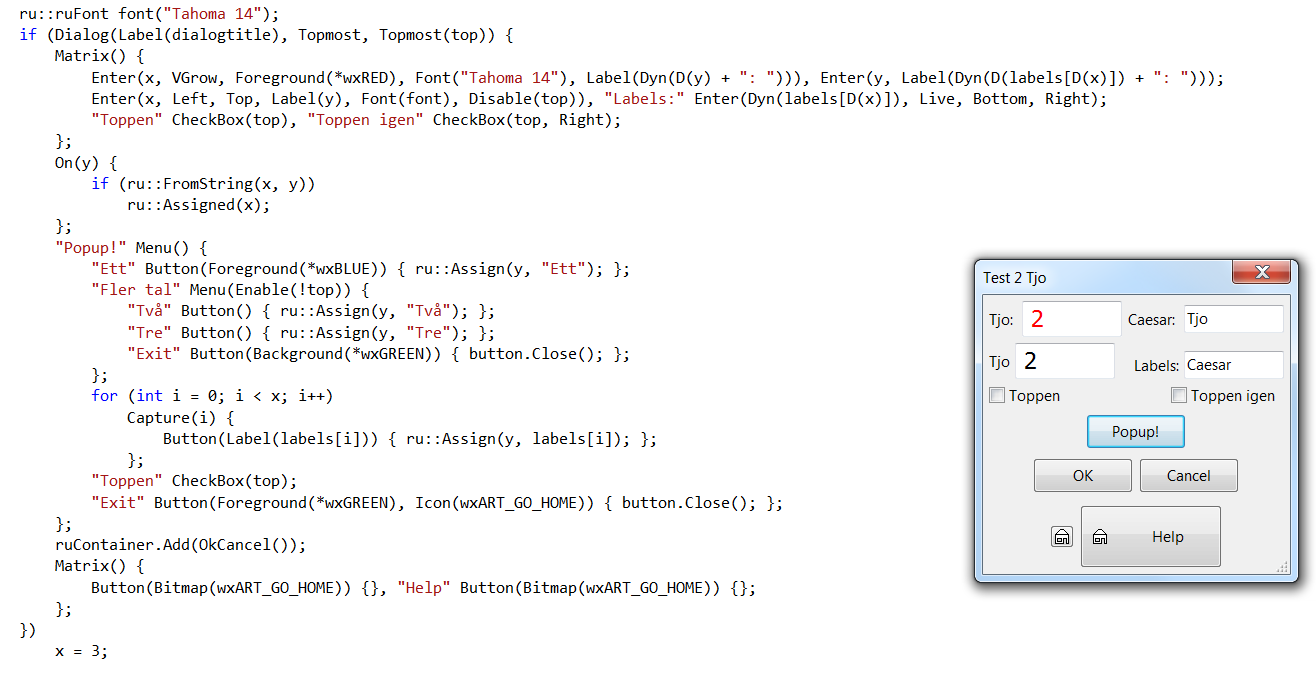 ru::ruFont font("Tahoma 14");
if (Dialog(Label(dialogtitle), Topmost, Topmost(top)) {
    Matrix() {
        Enter(x, VGrow, Foreground(*wxRED), Font("Tahoma 14"), Label(Dyn(D(y) + ": "))), Enter(y, Label(Dyn(D(labels[D(x)]) + ": ")));
        Enter(x, Left, Top, Label(y), Font(font), Disable(top)), "Labels:" Enter(Dyn(labels[D(x)]), Live, Bottom, Right);
        "Toppen" CheckBox(top), "Toppen igen" CheckBox(top, Right);
    };
    On(y) {
        if (ru::FromString(x, y))
            ru::Assigned(x);
    };
    "Popup!" Menu() {
        "Ett" Button(Foreground(*wxBLUE)) { ru::Assign(y, "Ett"); };
        "Fler tal" Menu(Enable(!top)) {
            "Två" Button() { ru::Assign(y, "Två"); };
            "Tre" Button() { ru::Assign(y, "Tre"); };
            "Exit" Button(Background(*wxGREEN)) { button.Close(); };
        };
        for (int i = 0; i < x; i++)
            Capture(i) {
                Button(Label(labels[i])) { ru::Assign(y, labels[i]); };
            };
        "Toppen" CheckBox(top);
        "Exit" Button(Foreground(*wxGREEN), Icon(wxART_GO_HOME)) { button.Close(); };
    };
    ruContainer.Add(OkCancel());
    Matrix() {
        Button(Bitmap(wxART_GO_HOME)) {}, "Help" Button(Bitmap(wxART_GO_HOME)) {};
    };
})
    x = 3;
Test 2 Tjo
Tjo: 2 Caesar: Tjo
Tjo 2 Labels: Caesar
Toppen Toppen igen
Popup!
OK Cancel
Help